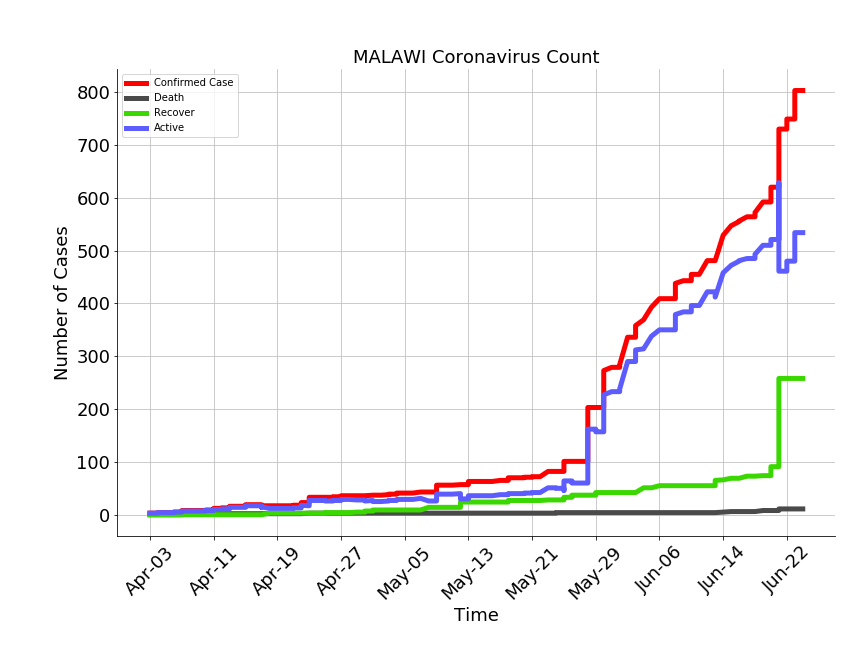 MALAWI Coronavirus Count
Confirmed Case
Death
Recover
Active
800
700
600
500
400
300
200
100
0
Number of Cases
Apr-03
Apr-11
Apr-19
Apr-27
May-05
May-13
May-21
May-29
Jun-06
Jun-14
Jun-22
Time